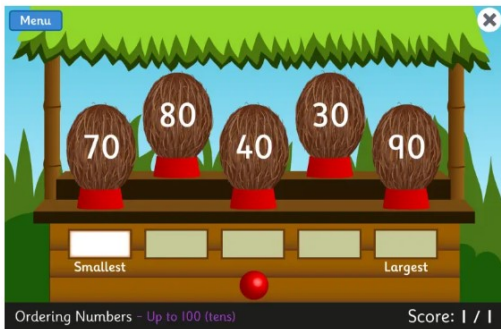 Menu
80 30
70 40 90
Smallest Largest
Ordering Numbers - Up to 100 (tens) Score: 1 / 1